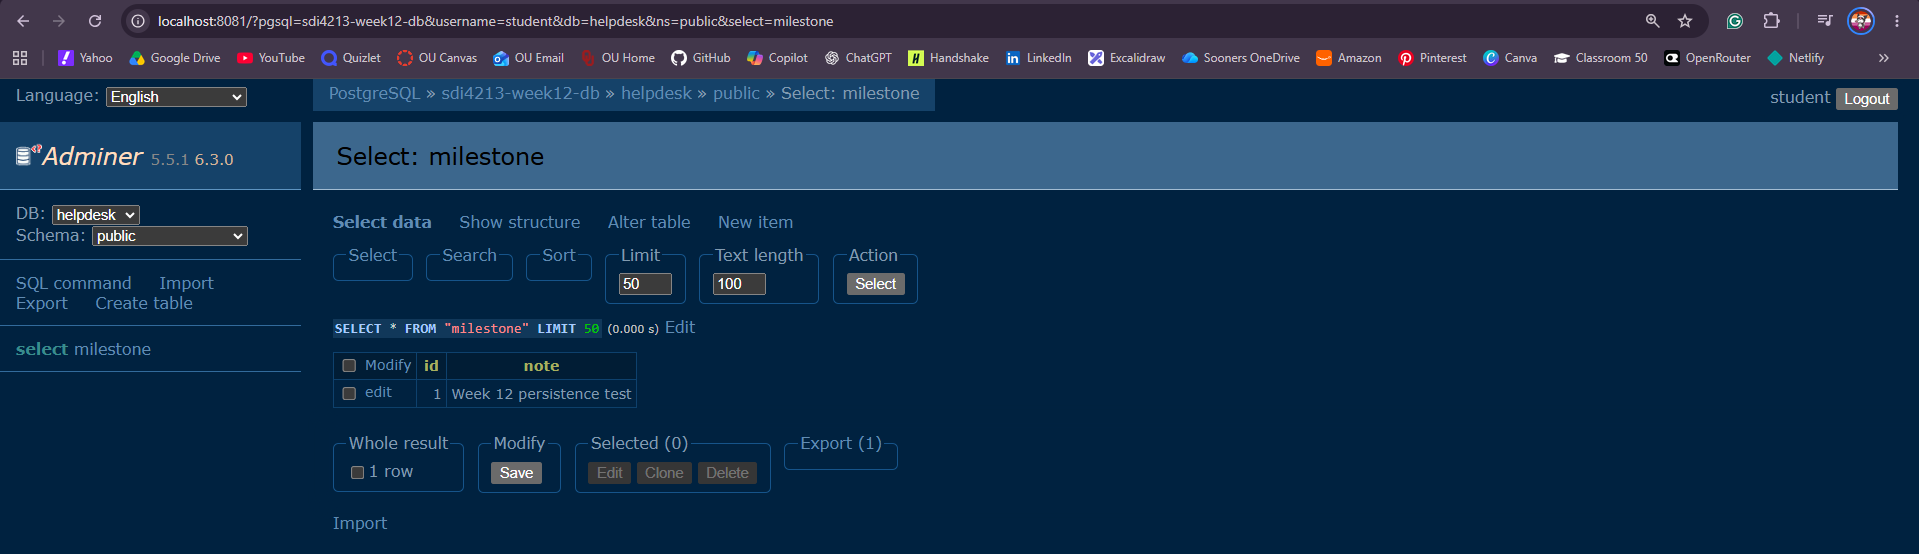 localhost:8081/?pgsql=sdi4213-week12-db&username=student&db=helpdesk&ns=public&select=milestone
Yahoo Google Drive YouTube Quizlet OU Canvas OU Email OU Home GitHub Copilot ChatGPT Handshake LinkedIn Excalidraw Sooners OneDrive Amazon Pinterest Canva Classroom 50 OpenRouter Netlify »
Language: English
PostgreSQL » sdi4213-week12-db » helpdesk » public » Select: milestone
student Logout
Adminer 5.5.1 6.3.0
Select: milestone
DB: helpdesk
Schema: public
SQL command Import
Export Create table
select milestone
Select data Show structure Alter table New item
Select Search Sort Limit Text length Action
50 100 Select
SELECT * FROM "milestone" LIMIT 50 (0.000 s) Edit
Modify id note
edit 1 Week 12 persistence test
Whole result Modify Selected (0) Export (1)
1 row Save Edit Clone Delete
Import